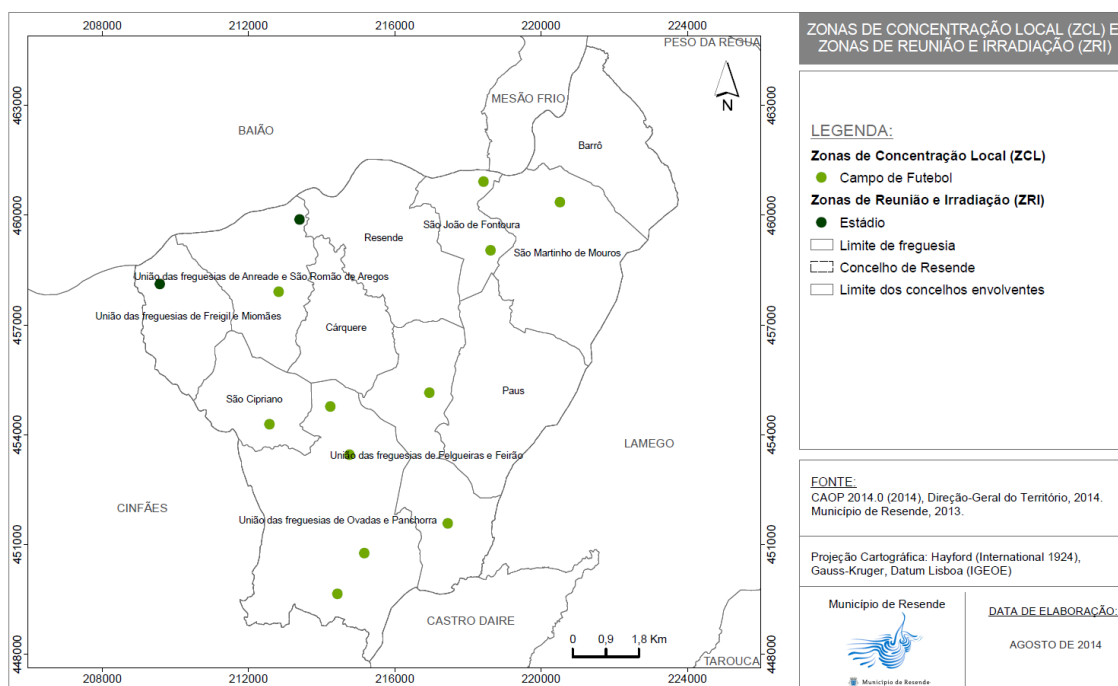 208000 212000 216000 220000 224000
PESO DA RÉGUA
MESÃO FRIO
N
463000 463000
BAIÃO
Barrô
460000 460000
São João de Fontoura
Resende
São Martinho de Mouros
União das freguesias de Anreade e São Romão de Aregos
União das freguesias de Freigil e Miomães
Cárquere
457000 457000
Paus
São Cipriano
454000 454000
LAMEGO
União das freguesias de Felgueiras e Feirão
CINFÃES
União das freguesias de Ovadas e Panchorra
451000 451000
CASTRO DAIRE
0 0,9 1,8 Km
448000 448000
TAROUCA
208000 212000 216000 220000 224000
ZONAS DE CONCENTRAÇÃO LOCAL (ZCL) E
ZONAS DE REUNIÃO E IRRADIAÇÃO (ZRI)
LEGENDA:
Zonas de Concentração Local (ZCL)
Campo de Futebol
Zonas de Reunião e Irradiação (ZRI)
Estádio
Limite de freguesia
Concelho de Resende
Limite dos concelhos envolventes
FONTE:
CAOP 2014.0 (2014), Direção-Geral do Território, 2014.
Município de Resende, 2013.
Projeção Cartográfica: Hayford (International 1924),
Gauss-Kruger, Datum Lisboa (IGEOE)
Município de Resende
Município de Resende
DATA DE ELABORAÇÃO:
AGOSTO DE 2014